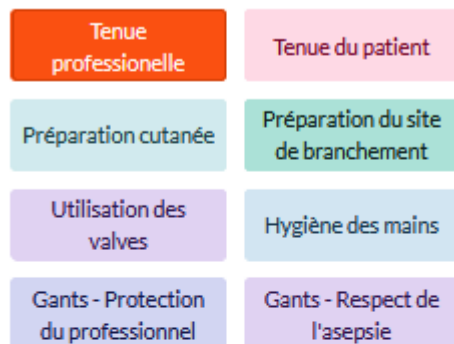 Tenue
professionelle
Tenue du patient
Préparation cutanée
Préparation du site
de branchement
Utilisation des
valves
Hygiène des mains
Gants - Protection
du professionnel
Gants - Respect de
l'asepsie